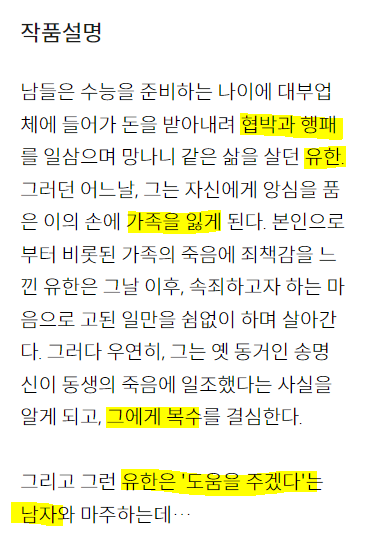 작품설명
남들은 수능을 준비하는 나이에 대부업
체에 들어가 돈을 받아내려 협박과 행패
를 일삼으며 망나니 같은 삶을 살던 유한.
그러던 어느날, 그는 자신에게 앙심을 품
은 이의 손에 가족을 잃게 된다. 본인으로
부터 비롯된 가족의 죽음에 죄책감을 느
낀 유한은 그날 이후, 속죄하고자 하는 마
음으로 고된 일만을 쉼없이 하며 살아간
다. 그러다 우연히, 그는 옛 동거인 송명
신이 동생의 죽음에 일조했다는 사실을
알게 되고, 그에게 복수를 결심한다.
그리고 그런 유한은 '도움을 주겠다'는
남자와 마주하는데…